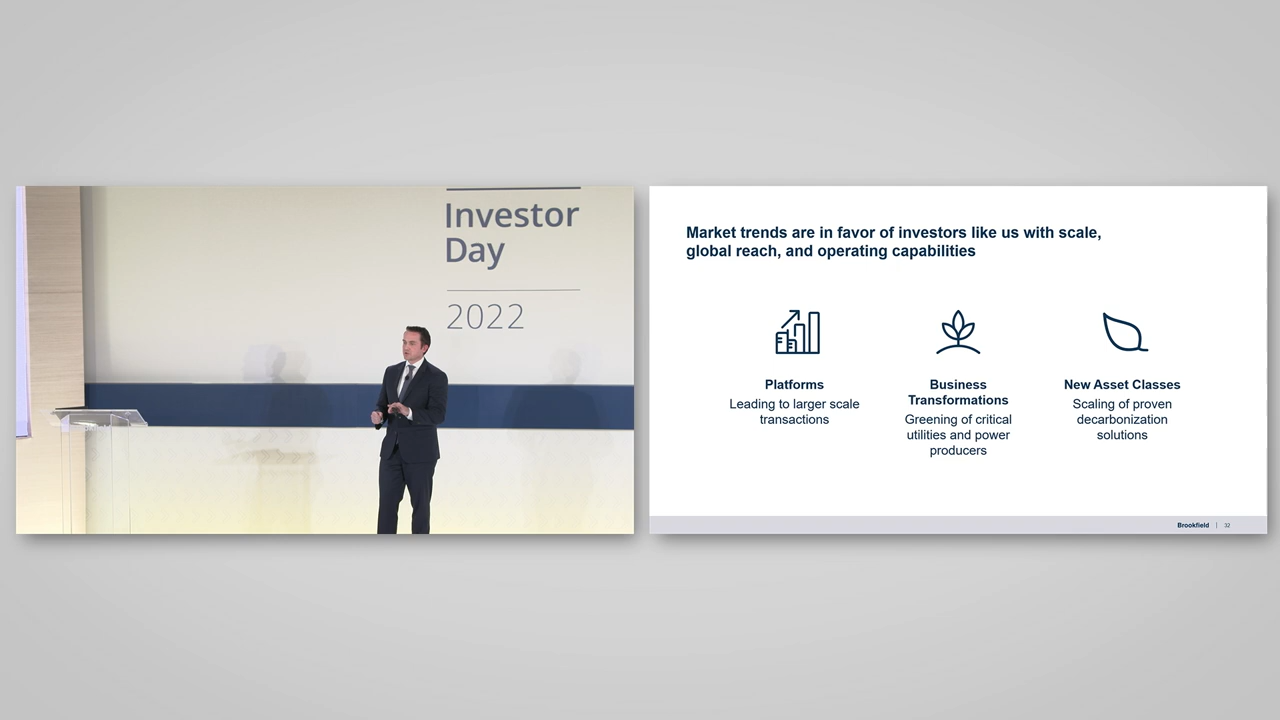 Investor
Day
2022
Market trends are in favor of investors like us with scale,
global reach, and operating capabilities
Platforms
Leading to larger scale
transactions
Business
Transformations
Greening of critical
utilities and power
producers
New Asset Classes
Scaling of proven
decarbonization
solutions
Brookfield | 32